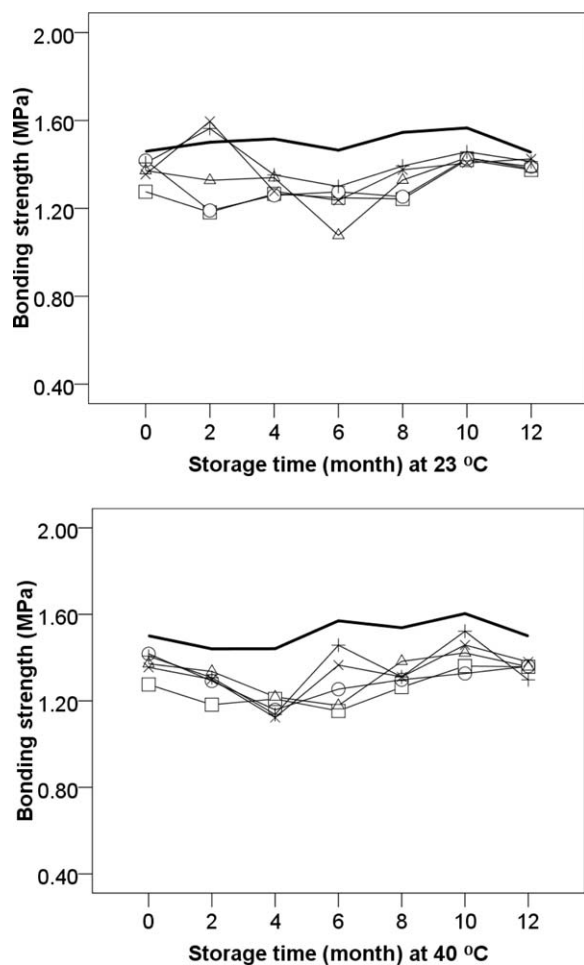 2.00
1.60
1.20
0.80
0.40
Bonding strength (MPa)
0 2 4 6 8 10 12
Storage time (month) at 23 ⁰C
2.00
1.60
1.20
0.80
0.40
Bonding strength (MPa)
0 2 4 6 8 10 12
Storage time (month) at 40 ⁰C